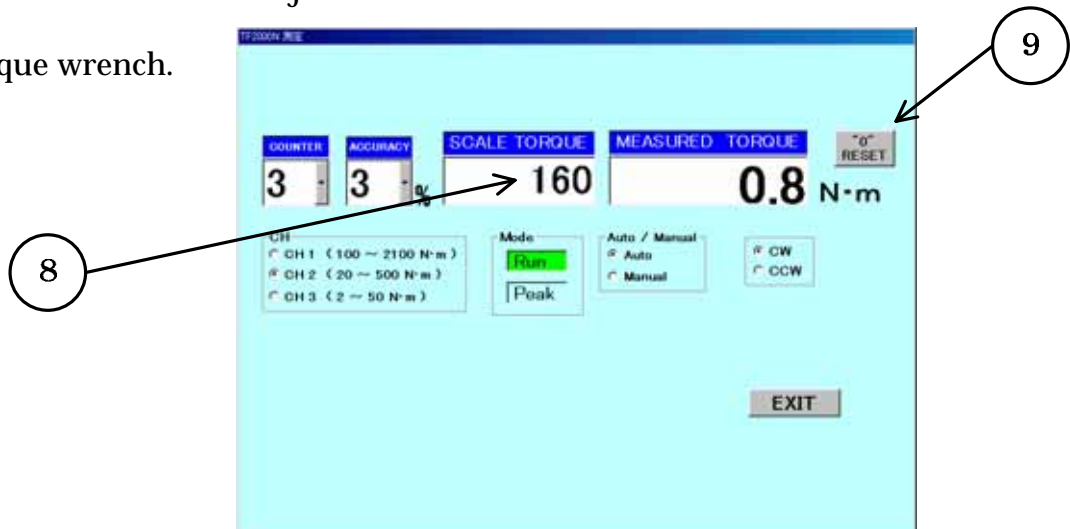 que wrench.
9
TF2000N 測定
COUNTER ACCURACY SCALE TORQUE MEASURED TORQUE "0" RESET
3 3 % 160 0.8 N·m
8
CH Mode Auto / Manual
CH 1 ( 100 ~ 2100 N·m ) Run Auto CW
CH 2 ( 20 ~ 500 N·m ) Manual CCW
CH 3 ( 2 ~ 50 N·m ) Peak
EXIT